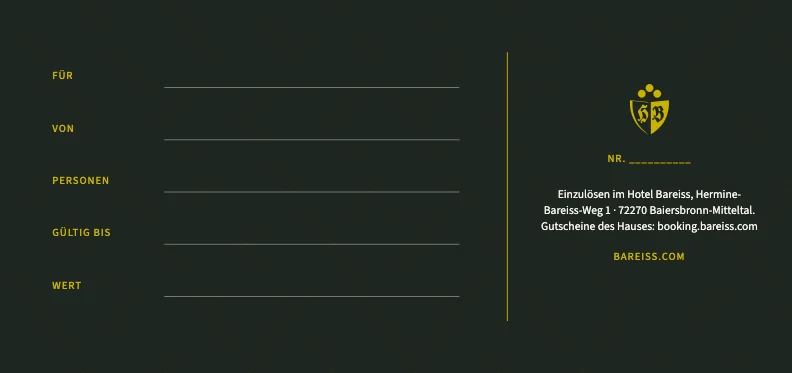 FÜR
VON
PERSONEN
GÜLTIG BIS
WERT
HB
NR. __________
Einzulösen im Hotel Bareiss, Hermine-
Bareiss-Weg 1 · 72270 Baiersbronn-Mitteltal.
Gutscheine des Hauses: booking.bareiss.com
BAREISS.COM